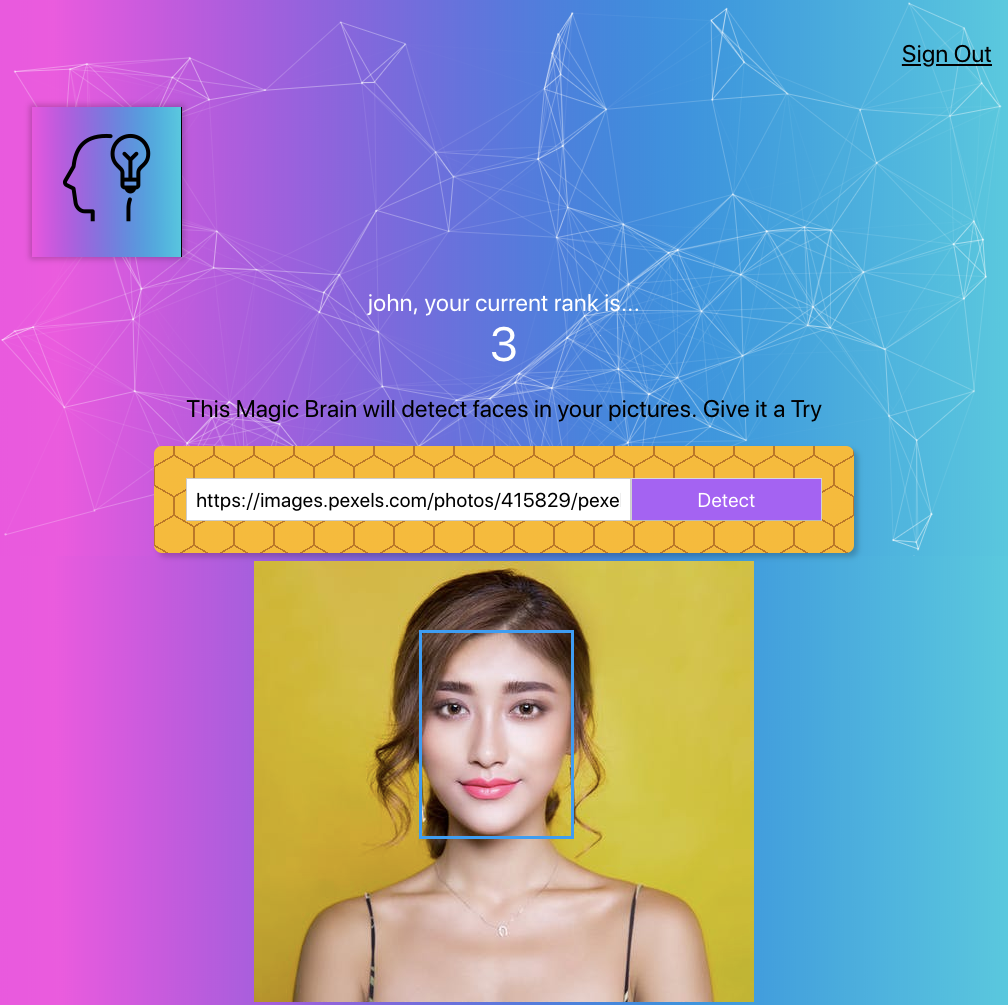 Sign Out
john, your current rank is...
3
This Magic Brain will detect faces in your pictures. Give it a Try
https://images.pexels.com/photos/415829/pexe
Detect